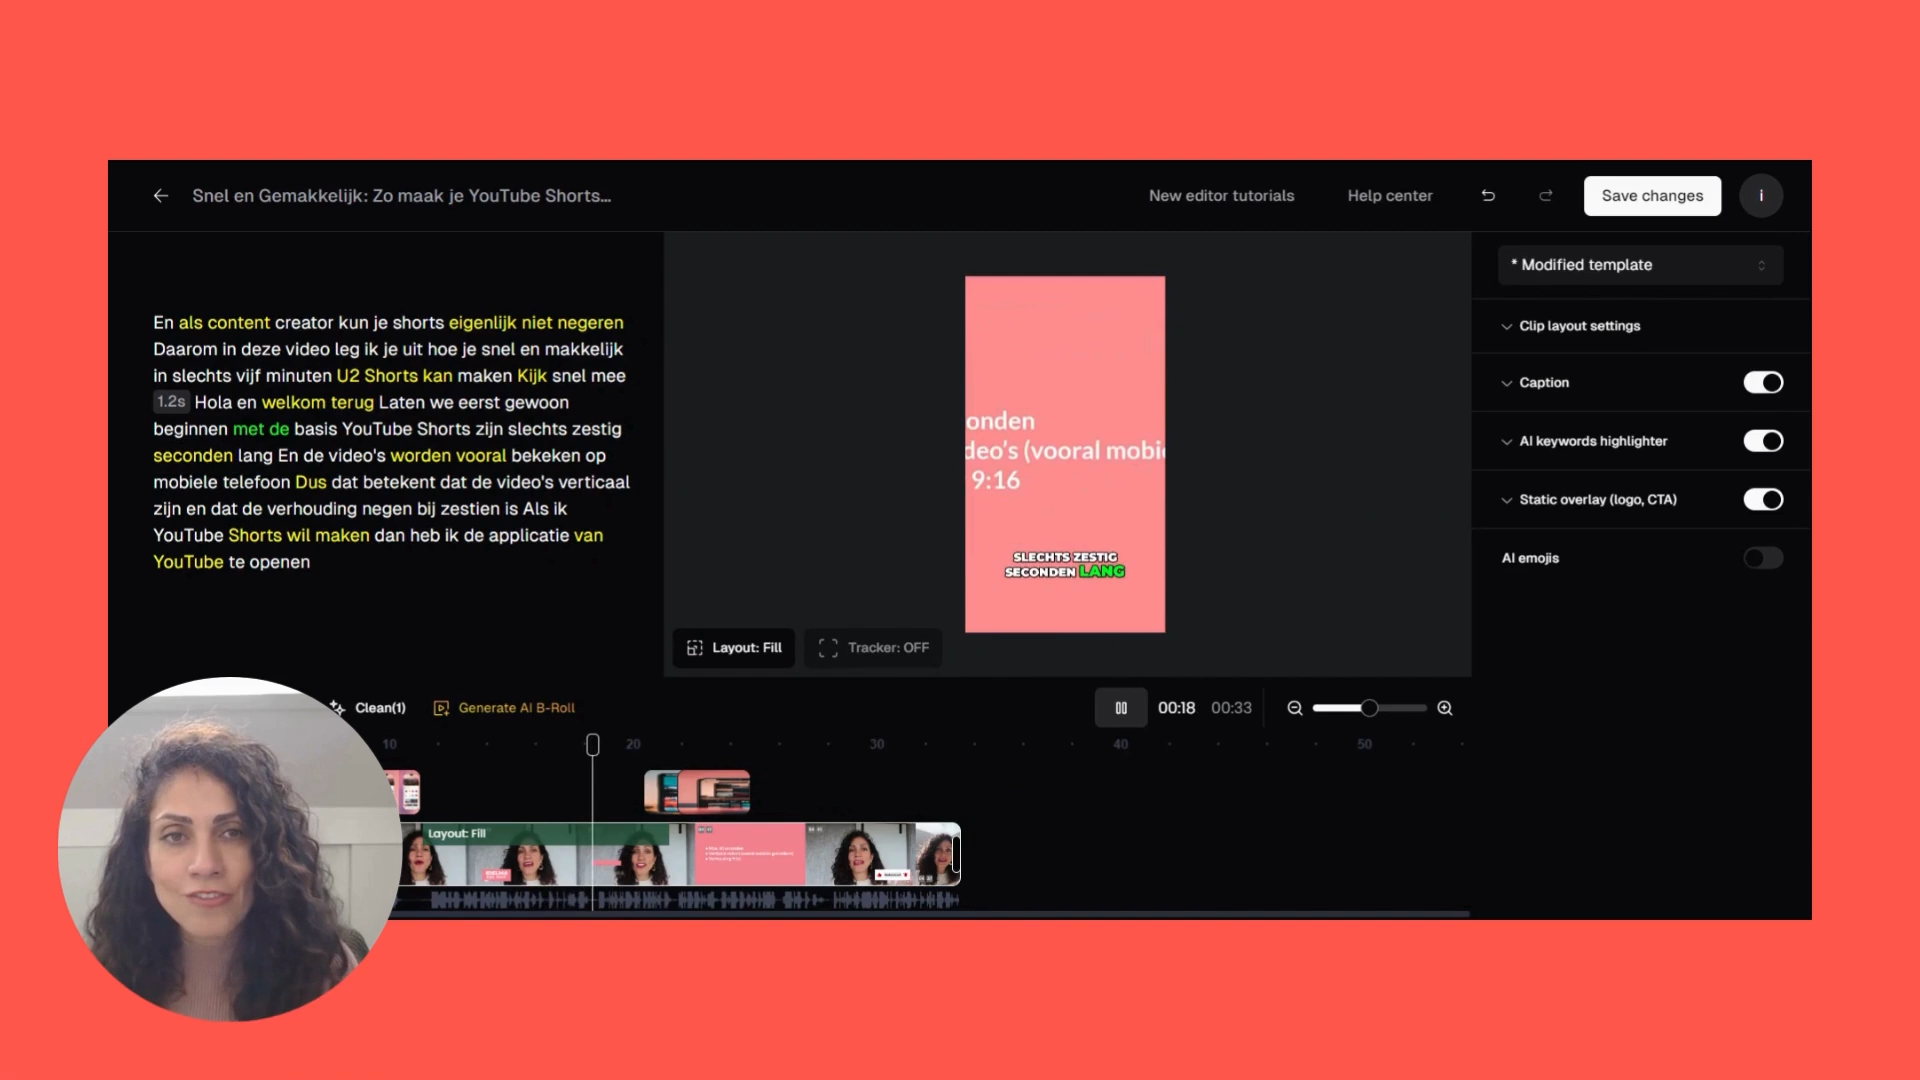 Snel en Gemakkelijk: Zo maak je YouTube Shorts...
New editor tutorials
Help center
Save changes
i
En als content creator kun je shorts eigenlijk niet negeren
Daarom in deze video leg ik je uit hoe je snel en makkelijk
in slechts vijf minuten U2 Shorts kan maken Kijk snel mee
1.2s Hola en welkom terug Laten we eerst gewoon
beginnen met de basis YouTube Shorts zijn slechts zestig
seconden lang En de video's worden vooral bekeken op
mobiele telefoon Dus dat betekent dat de video's verticaal
zijn en dat de verhouding negen bij zestien is Als ik
YouTube Shorts wil maken dan heb ik de applicatie van
YouTube te openen
onden
deo's (vooral mobi
9:16
SLECHTS ZESTIG
SECONDEN LANG
Layout: Fill
Tracker: OFF
* Modified template
Clip layout settings
Caption
AI keywords highlighter
Static overlay (logo, CTA)
AI emojis
Clean(1)
Generate AI B-Roll
00:18 00:33
10
20
30
40
50
Layout: Fill